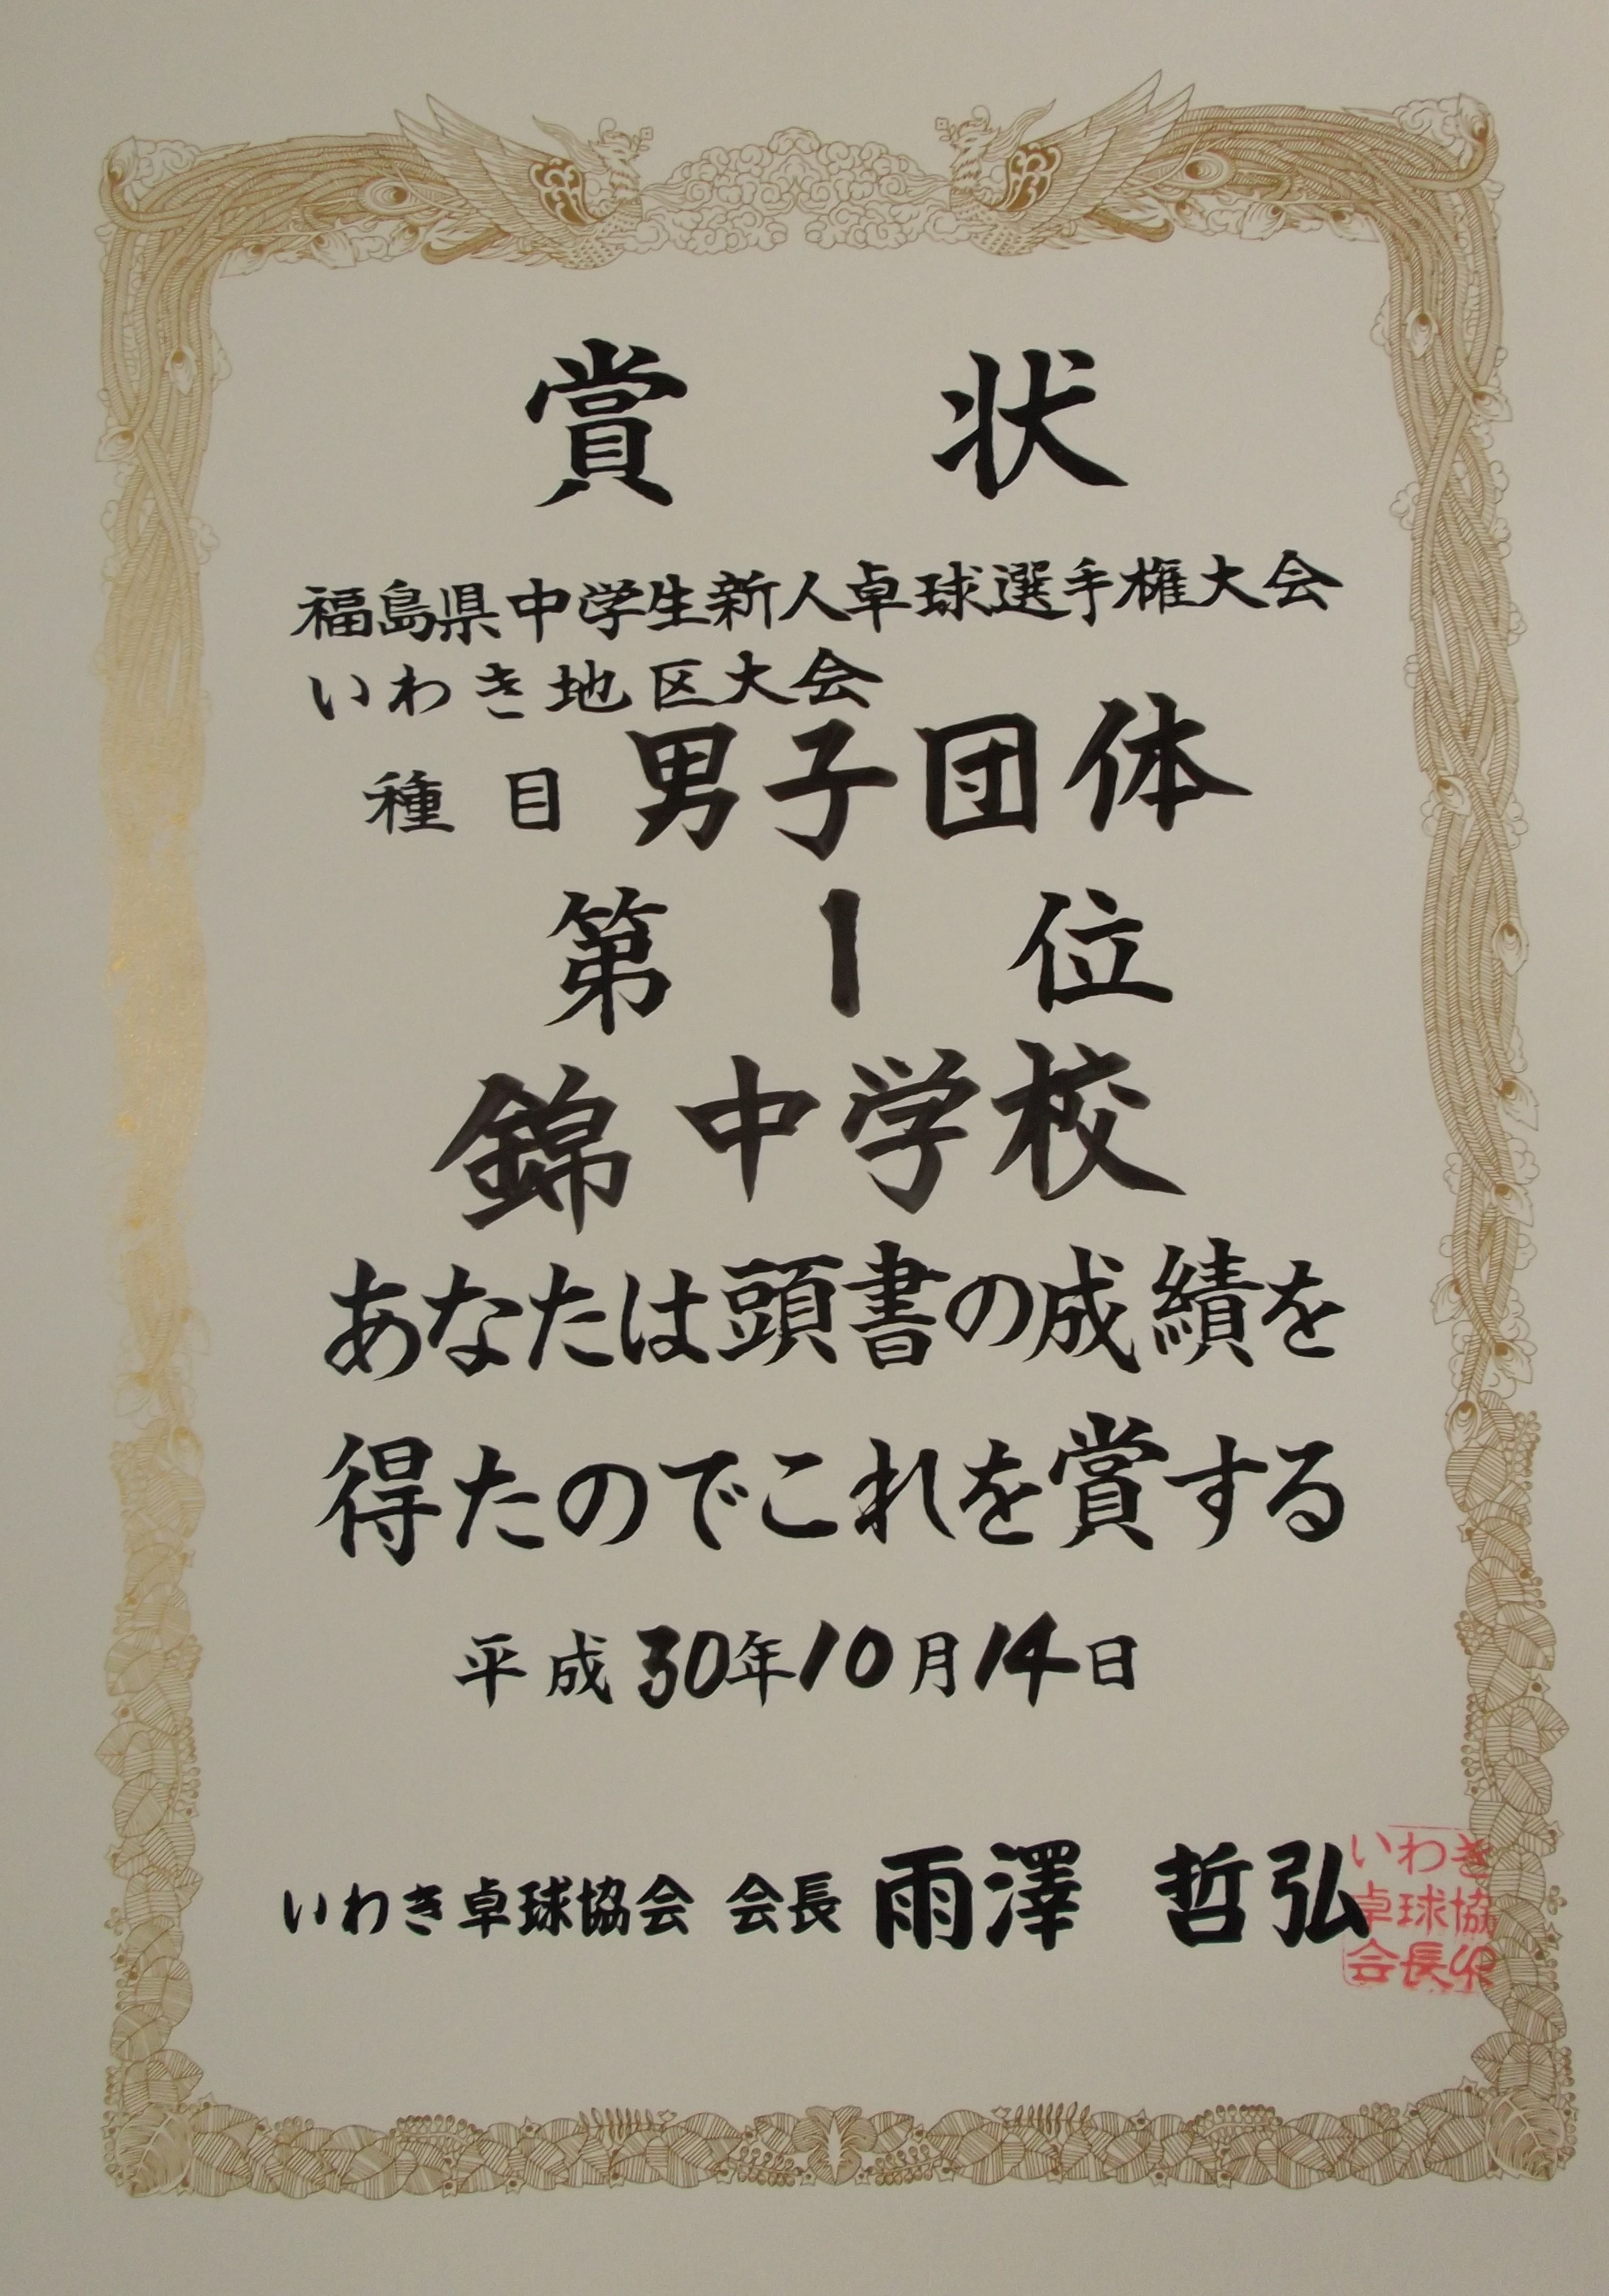 賞 状
福島県中学生新人卓球選手権大会
いわき地区大会
種 目 男子団体
第 1 位
錦中学校
あなたは頭書の成績を
得たのでこれを賞する
平成30年10月14日
いわき卓球協会 会長 雨澤 哲弘
いわき
卓球協
会長印